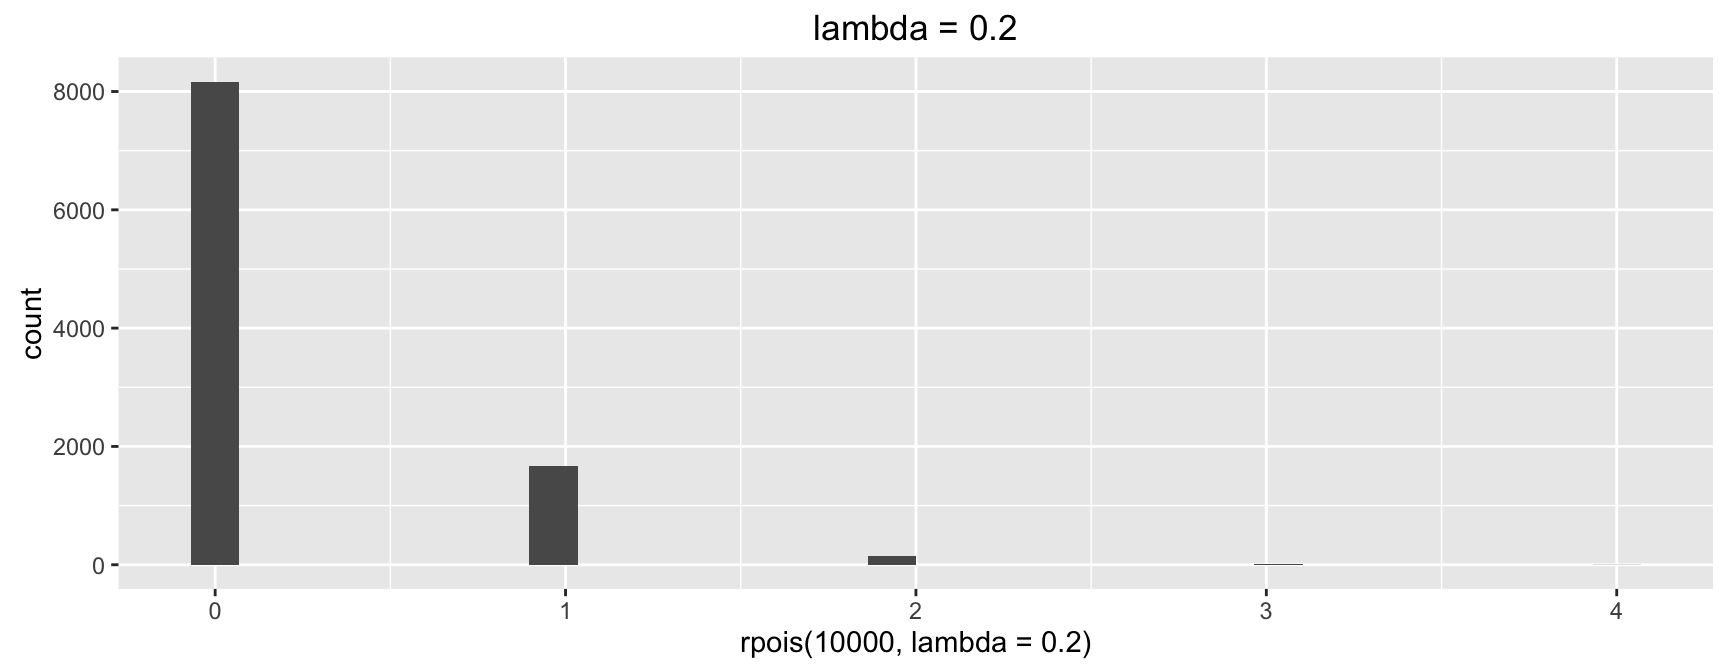 lambda = 0.2
8000
6000
4000
2000
0
count
0 1 2 3 4
rpois(10000, lambda = 0.2)